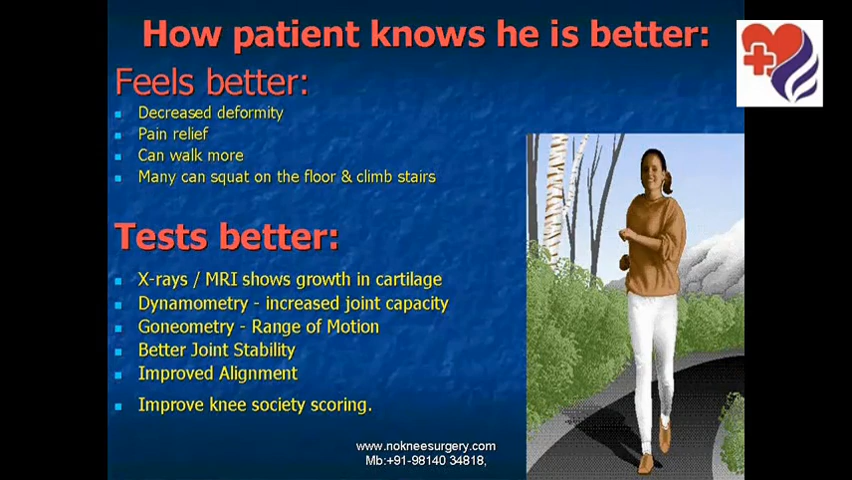 How patient knows he is better:
Feels better:
Decreased deformity
Pain relief
Can walk more
Many can squat on the floor & climb stairs
Tests better:
X-rays / MRI shows growth in cartilage
Dynamometry - increased joint capacity
Goneometry - Range of Motion
Better Joint Stability
Improved Alignment
Improve knee society scoring.
www.nokneesurgery.com
Mb:+91-98140 34818,